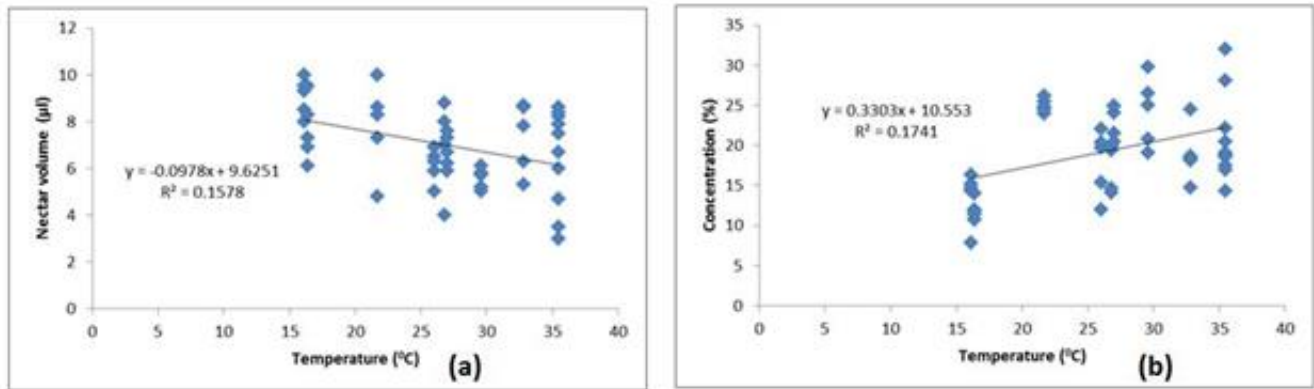 12
10
8
6
4
2
0
Nectar volume (µl)
y = -0.0978x + 9.6251
R² = 0.1578
0 5 10 15 20 25 30 35 40
Temperature (⁰C)
(a)
35
30
25
20
15
10
5
0
Concentration (%)
y = 0.3303x + 10.553
R² = 0.1741
0 5 10 15 20 25 30 35 40
Temperature (⁰C)
(b)